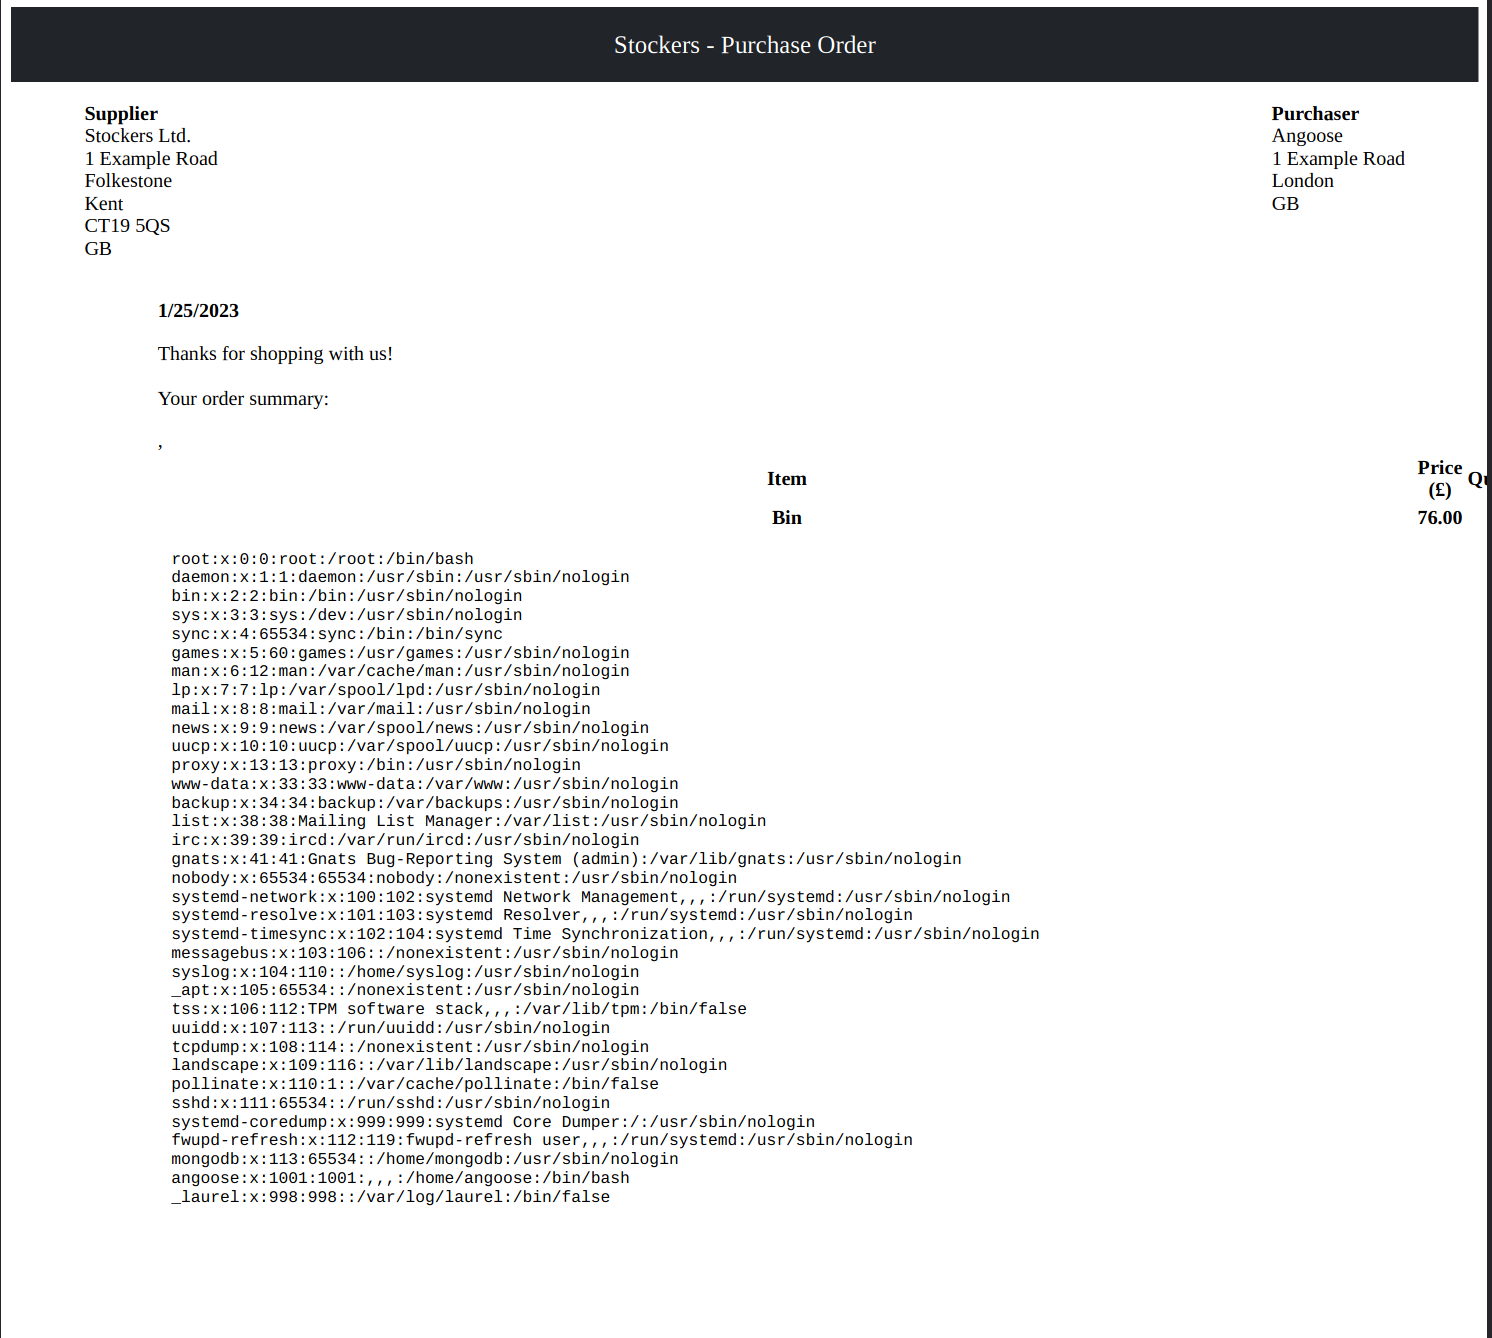 Stockers - Purchase Order
Supplier
Stockers Ltd.
1 Example Road
Folkestone
Kent
CT19 5QS
GB
Purchaser
Angoose
1 Example Road
London
GB
1/25/2023
Thanks for shopping with us!
Your order summary:
,
Item Price (£)
Bin 76.00
root:x:0:0:root:/root:/bin/bash
daemon:x:1:1:daemon:/usr/sbin:/usr/sbin/nologin
bin:x:2:2:bin:/bin:/usr/sbin/nologin
sys:x:3:3:sys:/dev:/usr/sbin/nologin
sync:x:4:65534:sync:/bin:/bin/sync
games:x:5:60:games:/usr/games:/usr/sbin/nologin
man:x:6:12:man:/var/cache/man:/usr/sbin/nologin
lp:x:7:7:lp:/var/spool/lpd:/usr/sbin/nologin
mail:x:8:8:mail:/var/mail:/usr/sbin/nologin
news:x:9:9:news:/var/spool/news:/usr/sbin/nologin
uucp:x:10:10:uucp:/var/spool/uucp:/usr/sbin/nologin
proxy:x:13:13:proxy:/bin:/usr/sbin/nologin
www-data:x:33:33:www-data:/var/www:/usr/sbin/nologin
backup:x:34:34:backup:/var/backups:/usr/sbin/nologin
list:x:38:38:Mailing List Manager:/var/list:/usr/sbin/nologin
irc:x:39:39:ircd:/var/run/ircd:/usr/sbin/nologin
gnats:x:41:41:Gnats Bug-Reporting System (admin):/var/lib/gnats:/usr/sbin/nologin
nobody:x:65534:65534:nobody:/nonexistent:/usr/sbin/nologin
systemd-network:x:100:102:systemd Network Management,,,:/run/systemd:/usr/sbin/nologin
systemd-resolve:x:101:103:systemd Resolver,,,:/run/systemd:/usr/sbin/nologin
systemd-timesync:x:102:104:systemd Time Synchronization,,,:/run/systemd:/usr/sbin/nologin
messagebus:x:103:106::/nonexistent:/usr/sbin/nologin
syslog:x:104:110::/home/syslog:/usr/sbin/nologin
_apt:x:105:65534::/nonexistent:/usr/sbin/nologin
tss:x:106:112:TPM software stack,,,:/var/lib/tpm:/bin/false
uuidd:x:107:113::/run/uuidd:/usr/sbin/nologin
tcpdump:x:108:114::/nonexistent:/usr/sbin/nologin
landscape:x:109:116::/var/lib/landscape:/usr/sbin/nologin
pollinate:x:110:1::/var/cache/pollinate:/bin/false
sshd:x:111:65534::/run/sshd:/usr/sbin/nologin
systemd-coredump:x:999:999:systemd Core Dumper:/:/usr/sbin/nologin
fwupd-refresh:x:112:119:fwupd-refresh user,,,:/run/systemd:/usr/sbin/nologin
mongodb:x:113:65534::/home/mongodb:/usr/sbin/nologin
angoose:x:1001:1001:,,,:/home/angoose:/bin/bash
_laurel:x:998:998::/var/log/laurel:/bin/false